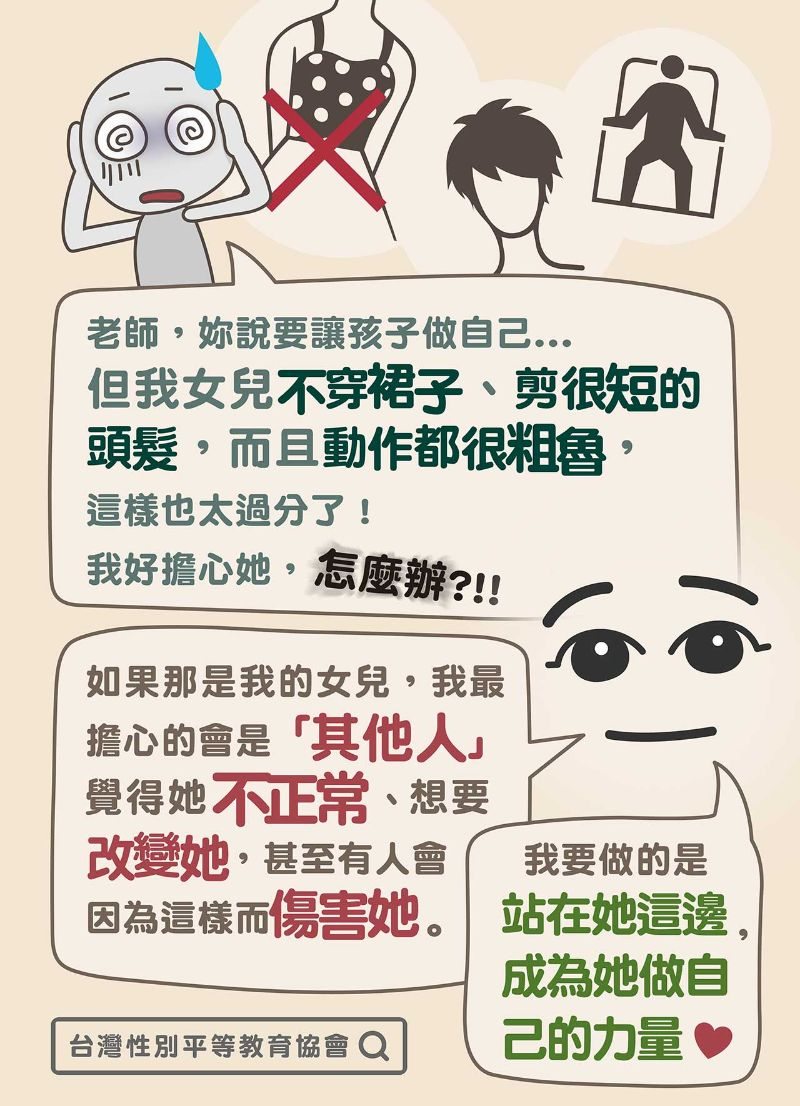 老師，妳說要讓孩子做自己...
但我女兒不穿裙子、剪很短的
頭髮，而且動作都很粗魯，
這樣也太過分了！
我好擔心她，怎麼辦?!!
如果那是我的女兒，我最
擔心的會是「其他人」
覺得她不正常、想要
改變她，甚至有人會
因為這樣而傷害她。
我要做的是
站在她這邊，
成為她做自
己的力量
台灣性別平等教育協會